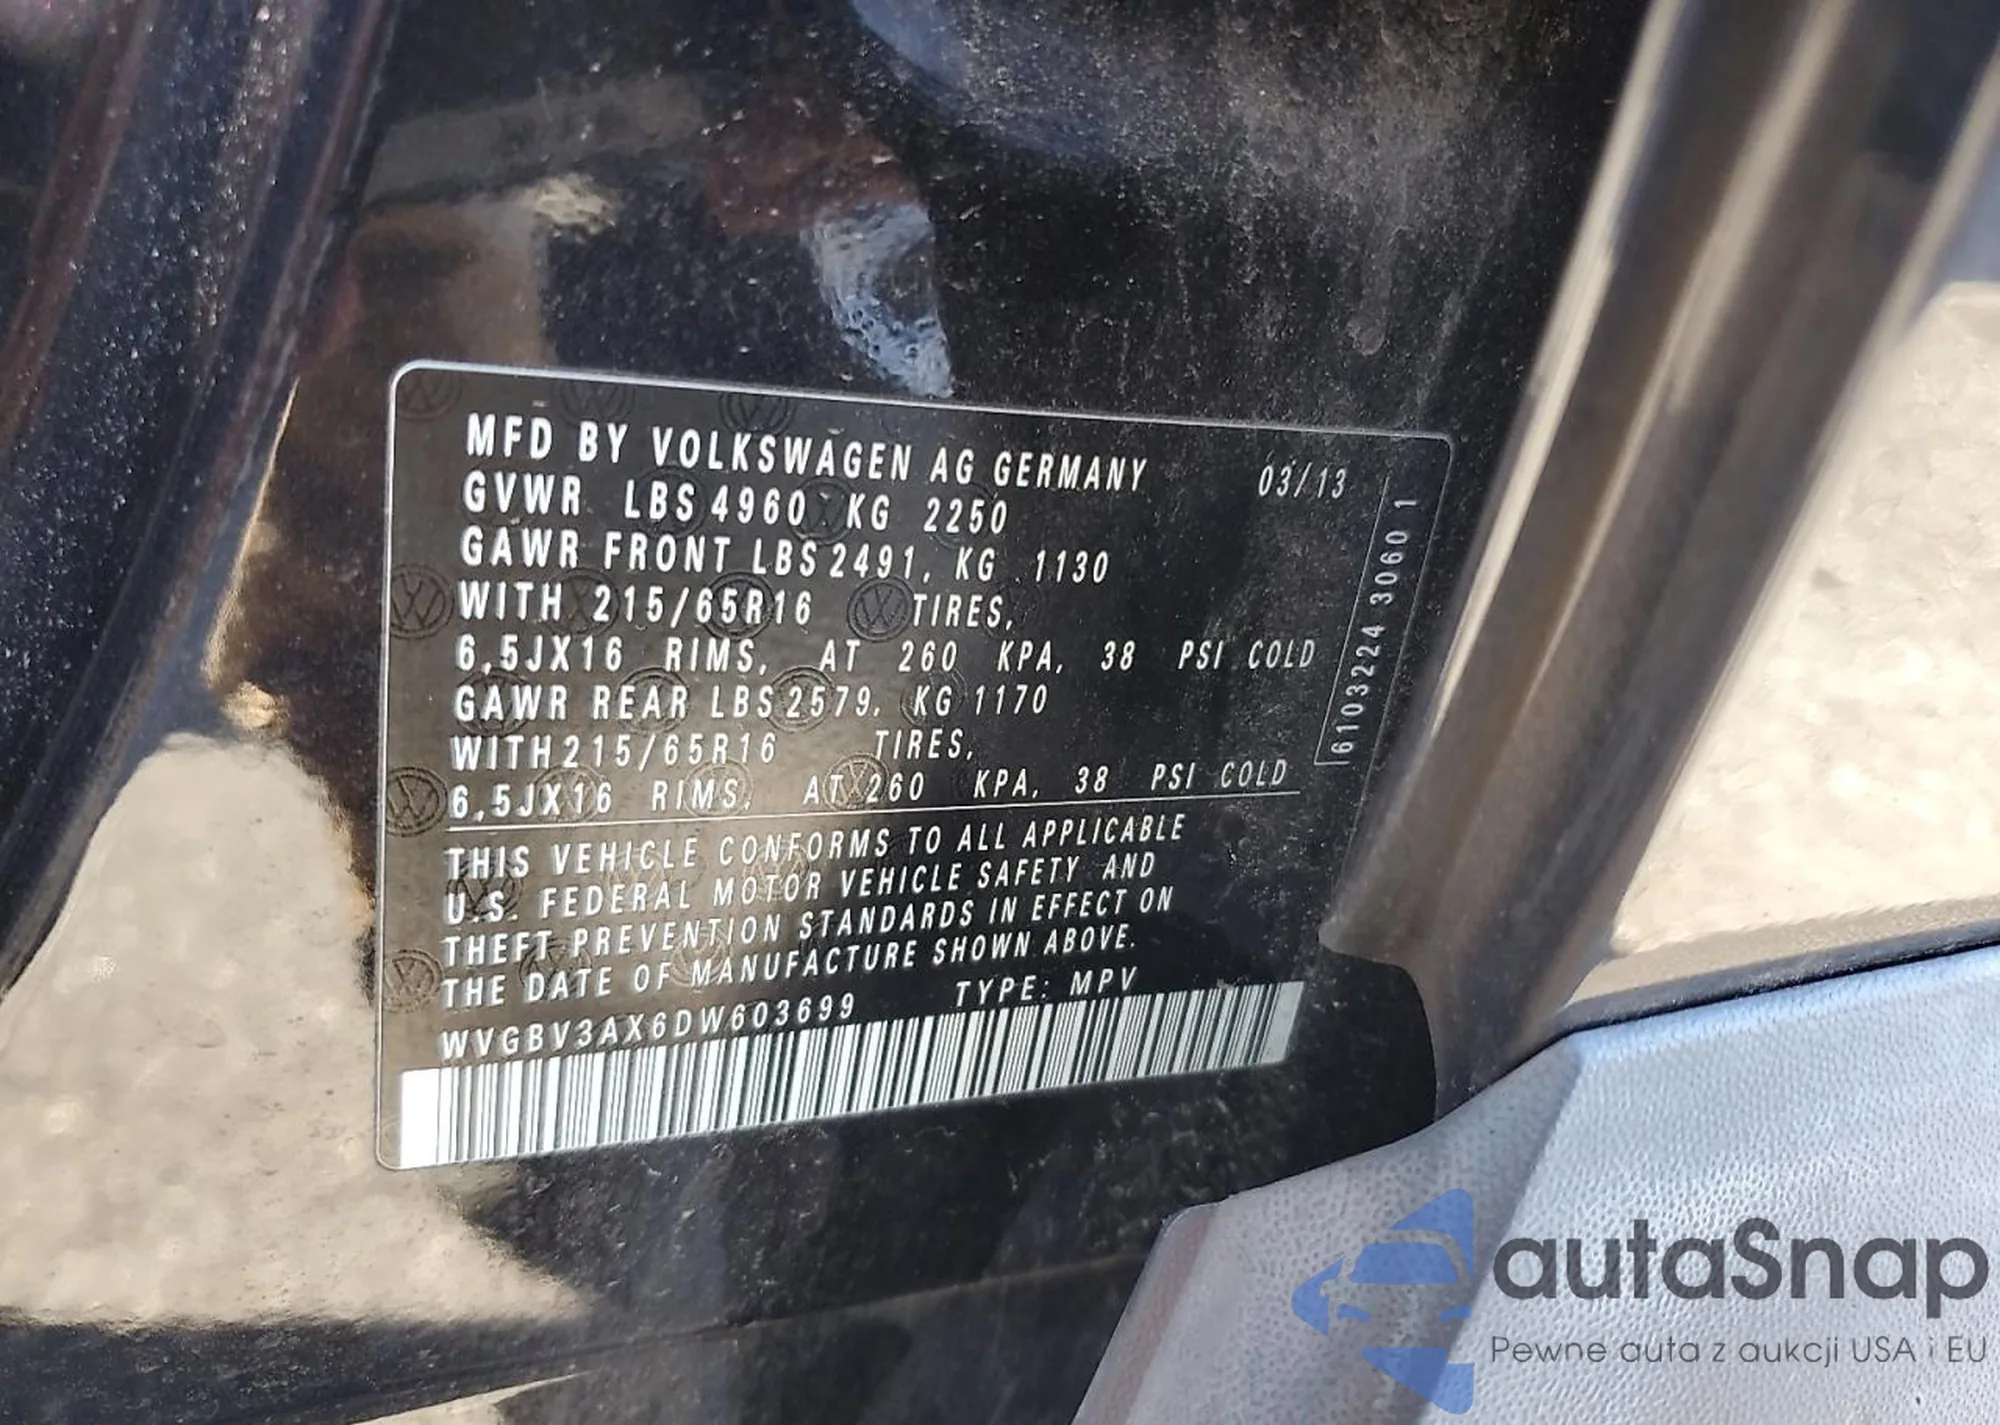 MFD BY VOLKSWAGEN AG GERMANY 03/13
GVWR LBS 4960 KG 2250
GAWR FRONT LBS 2491, KG 1130
WITH 215/65R16 TIRES,
6,5JX16 RIMS, AT 260 KPA, 38 PSI COLD
GAWR REAR LBS 2579, KG 1170
WITH 215/65R16 TIRES,
6,5JX16 RIMS, AT 260 KPA, 38 PSI COLD
THIS VEHICLE CONFORMS TO ALL APPLICABLE
U.S. FEDERAL MOTOR VEHICLE SAFETY AND
THEFT PREVENTION STANDARDS IN EFFECT ON
THE DATE OF MANUFACTURE SHOWN ABOVE.
WVGBV3AX6DW603699 TYPE: MPV
6103224 3060 1
autaSnap
Pewne auta z aukcji USA i EU